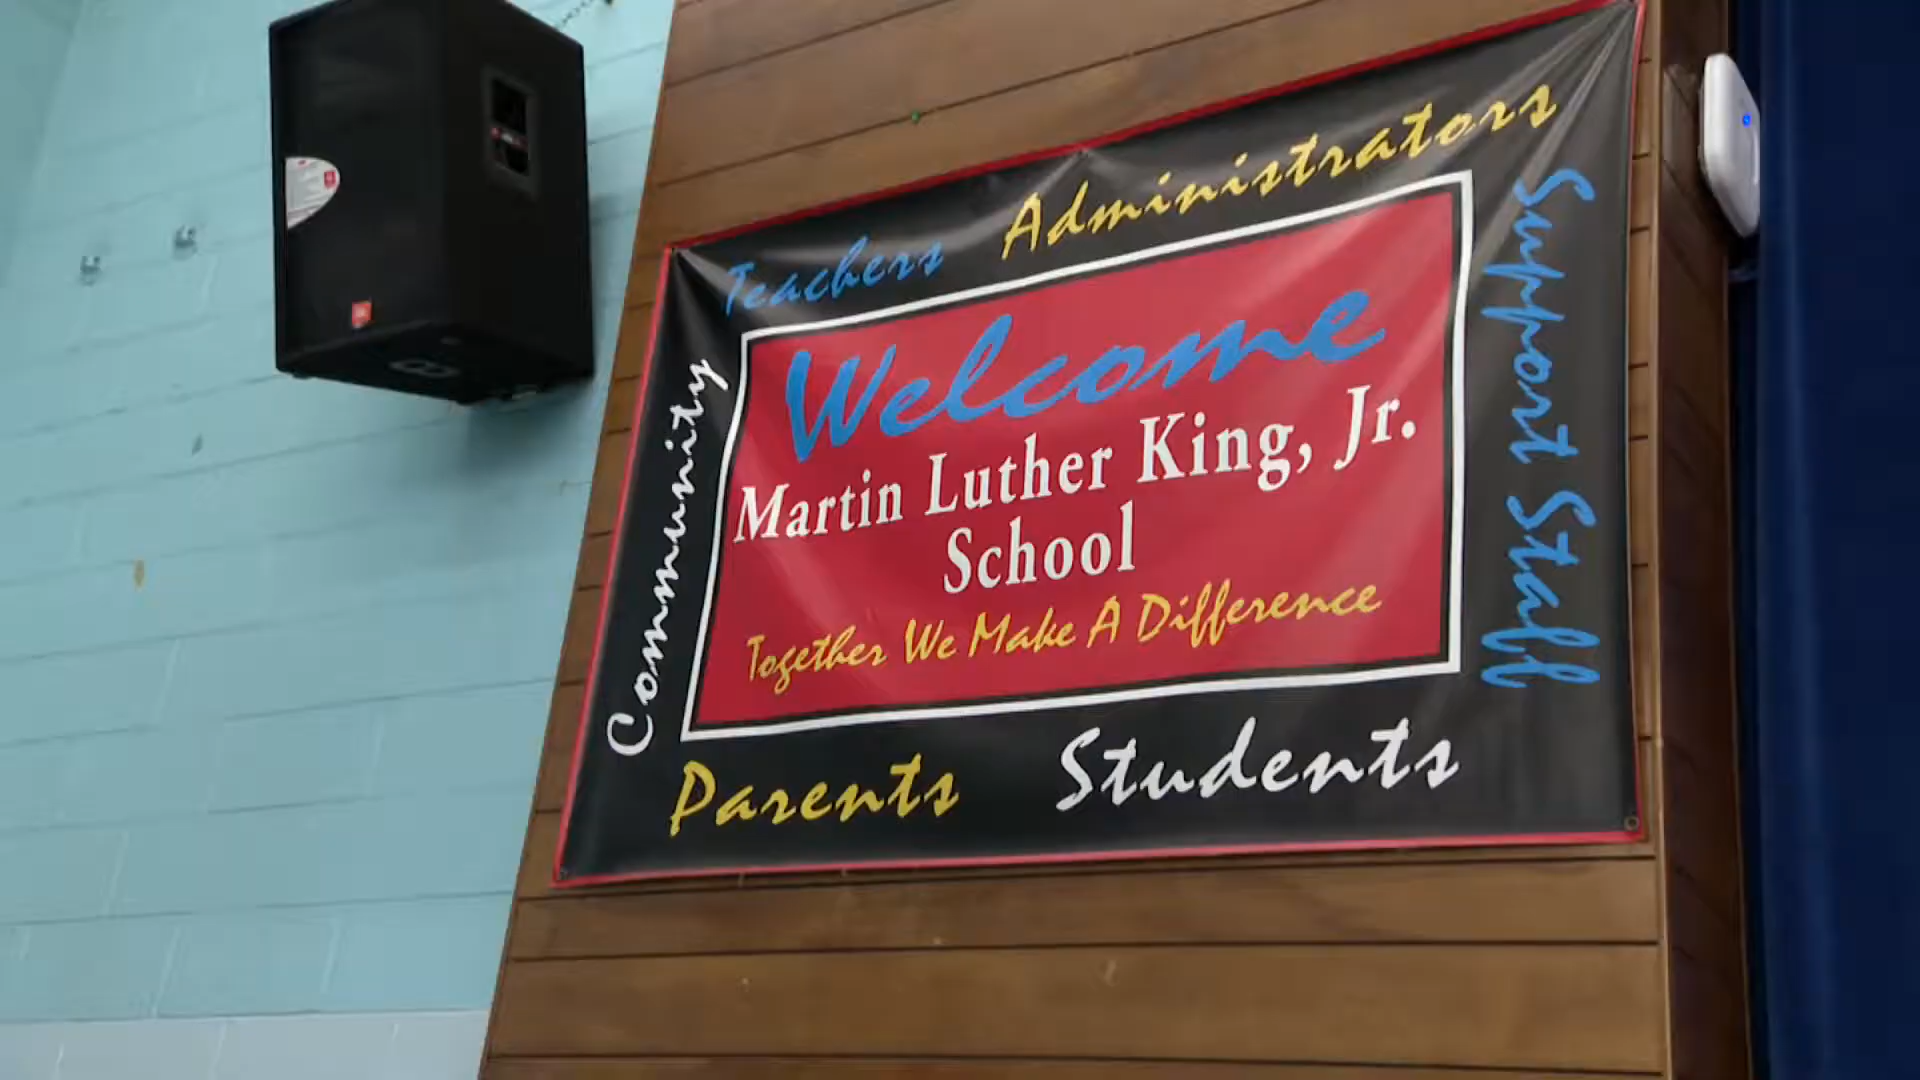 Teachers Administrators
Support Staff
Community
Welcome
Martin Luther King, Jr.
School
Together We Make A Difference
Parents Students